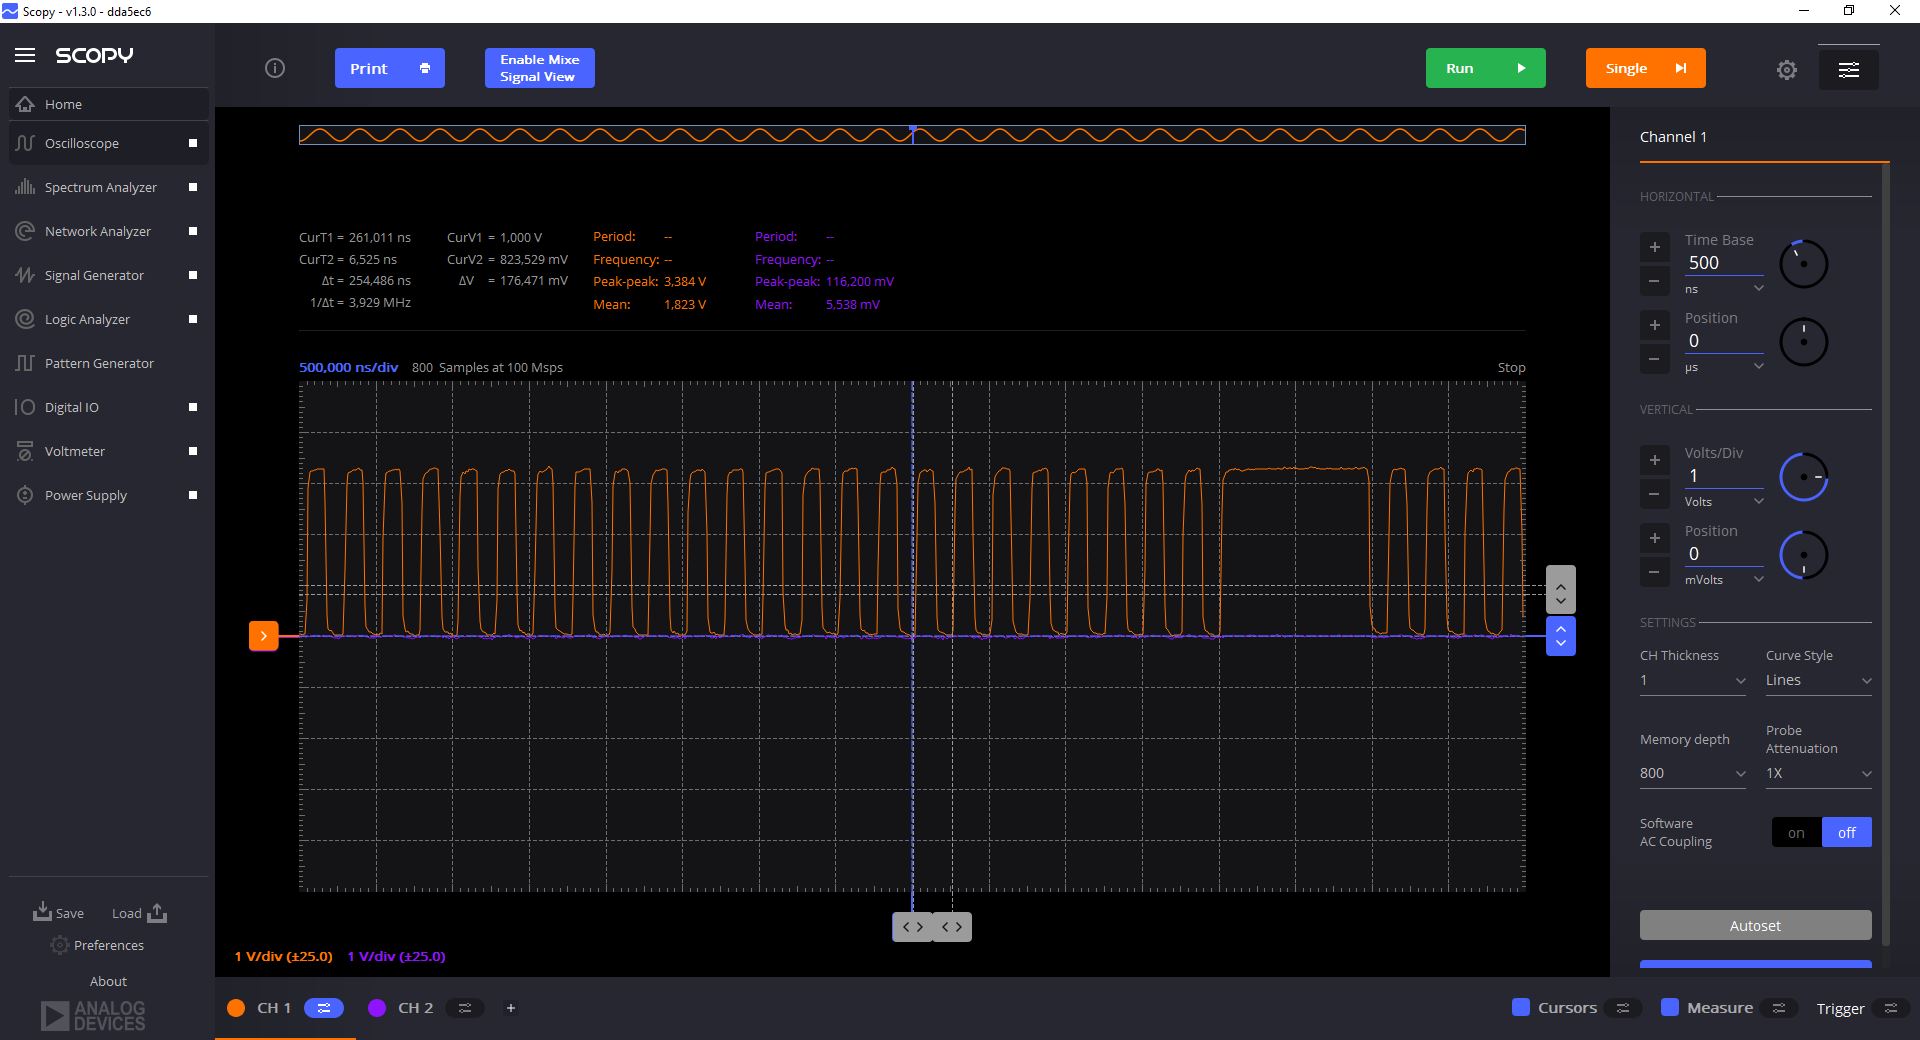 Scopy - v1.3.0 - dda5ec6
SCOPY
Print
Enable Mixe
Signal View
Run
Single
Home
Oscilloscope
Spectrum Analyzer
Network Analyzer
Signal Generator
Logic Analyzer
Pattern Generator
Digital IO
Voltmeter
Power Supply
Save Load
Preferences
About
ANALOG
DEVICES
CurT1 = 261,011 ns CurV1 = 1,000 V Period: -- Period: --
CurT2 = 6,525 ns CurV2 = 823,529 mV Frequency: -- Frequency: --
Δt = 254,486 ns ΔV = 176,471 mV Peak-peak: 3,384 V Peak-peak: 116,200 mV
1/Δt = 3,929 MHz Mean: 1,823 V Mean: 5,538 mV
500,000 ns/div 800 Samples at 100 Msps Stop
1 V/div (±25.0) 1 V/div (±25.0)
CH 1 CH 2 +
Cursors Measure Trigger
Channel 1
HORIZONTAL
Time Base
500
ns
Position
0
µs
VERTICAL
Volts/Div
1
Volts
Position
0
mVolts
SETTINGS
CH Thickness Curve Style
1 Lines
Memory depth Probe
Attenuation
800 1X
Software
AC Coupling
on off
Autoset